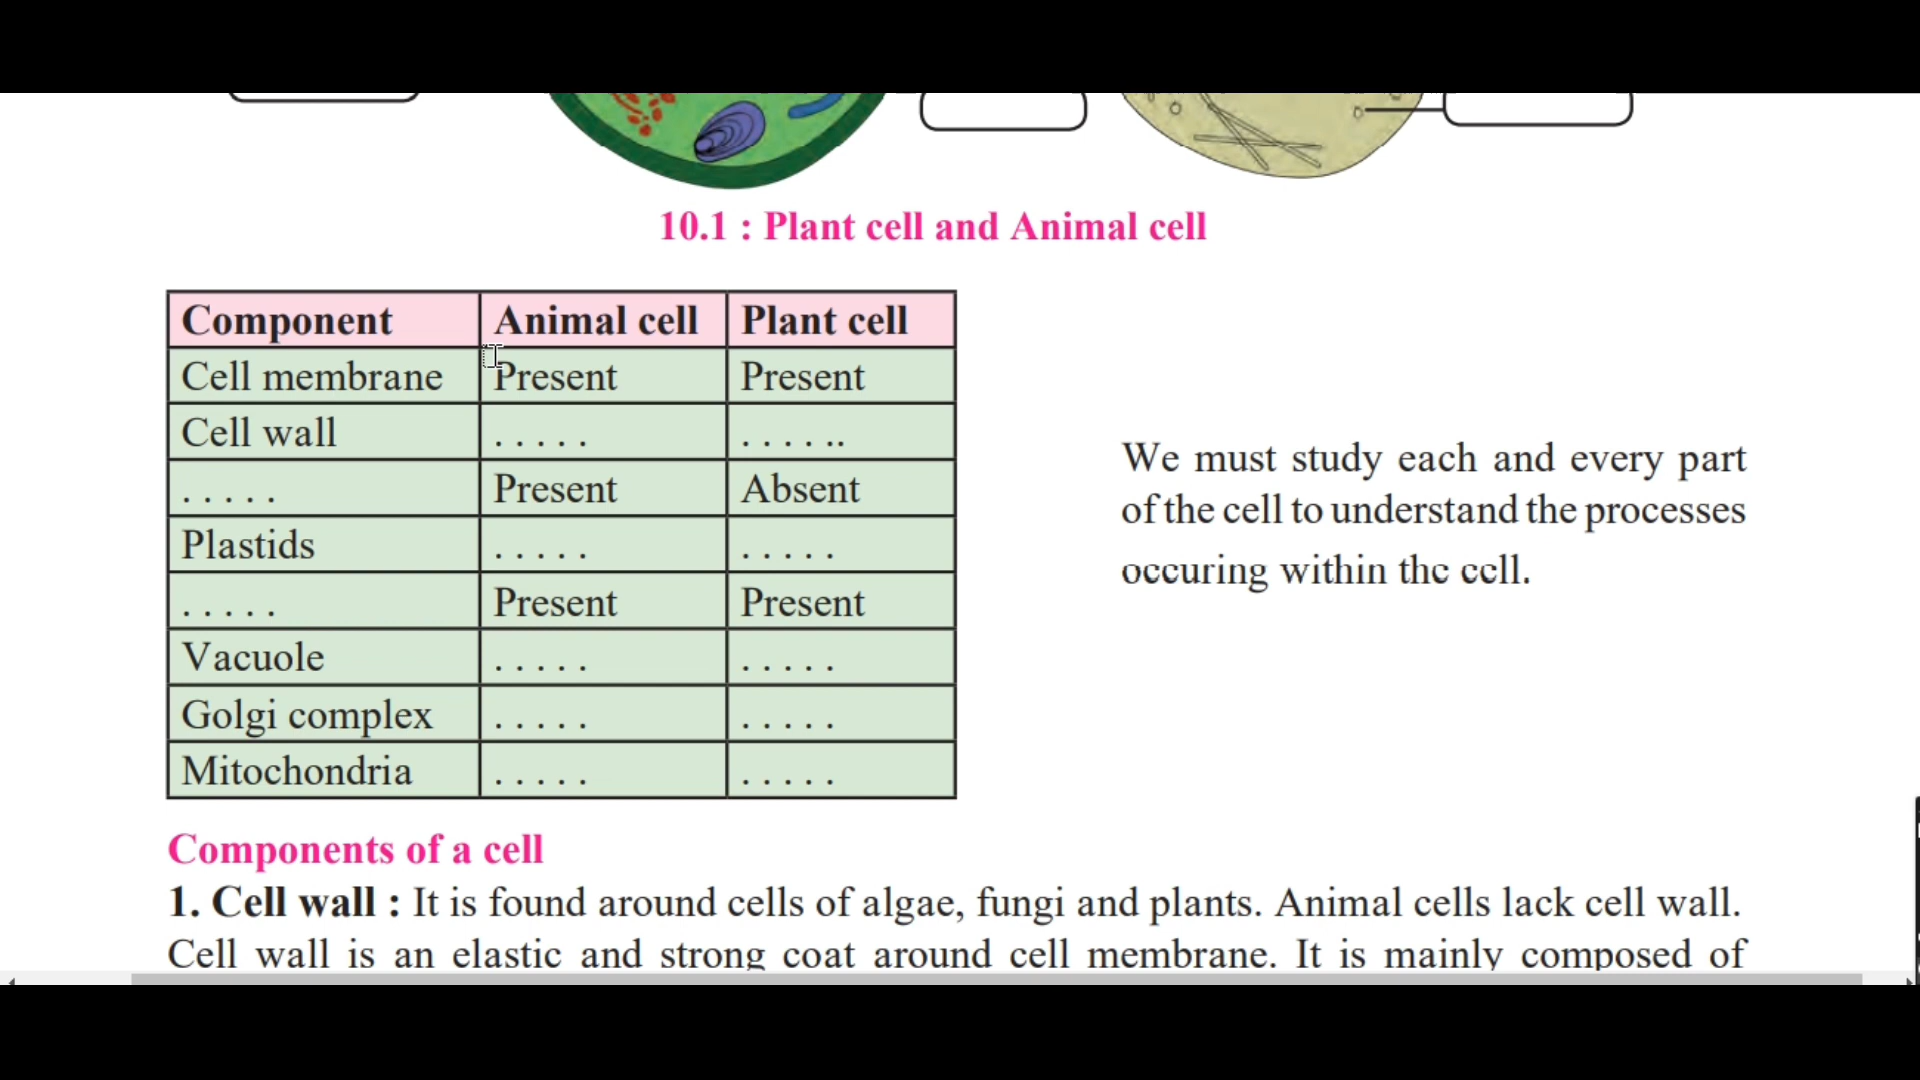 10.1 : Plant cell and Animal cell
Component Animal cell Plant cell
Cell membrane Present Present
Cell wall . . . . . . . . . ..
. . . . . Present Absent
Plastids . . . . . . . . . .
. . . . . Present Present
Vacuole . . . . . . . . . .
Golgi complex . . . . . . . . . .
Mitochondria . . . . . . . . . .
We must study each and every part
of the cell to understand the processes
occuring within the cell.
Components of a cell
1. Cell wall : It is found around cells of algae, fungi and plants. Animal cells lack cell wall.
Cell wall is an elastic and strong coat around cell membrane. It is mainly composed of